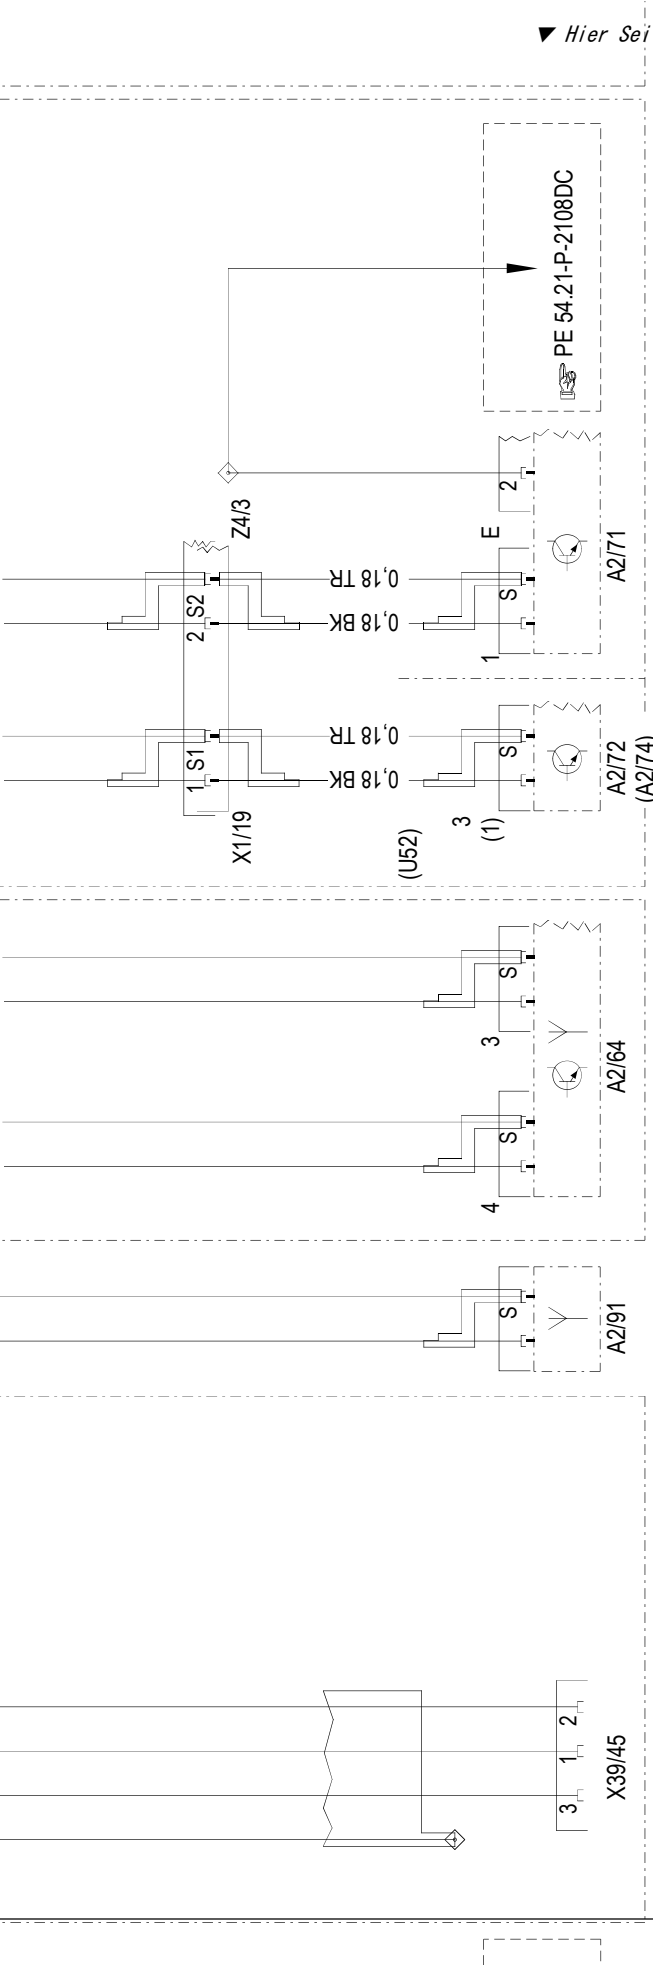 ▼ Hier Sei
☝ PE 54.21-P-2108DC
2
Z4/3
E
A2/71
S2
0,18 TR
S
2
0,18 BK
1
S1
0,18 TR
S
A2/72
(A2/74)
1
0,18 BK
X1/19
3
(1)
(U52)
S
3
A2/64
S
4
S
A2/91
2
1
X39/45
3